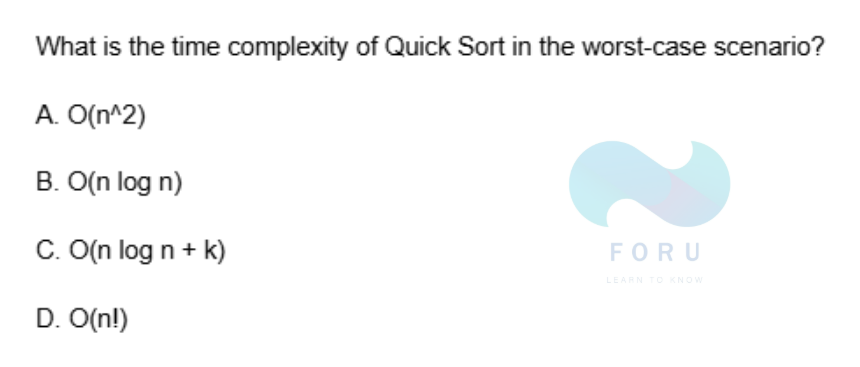 What is the time complexity of Quick Sort in the worst-case scenario?
A. O(n^2)
B. O(n log n)
C. O(n log n + k)
D. O(n!)
FORU
LEARN TO KNOW